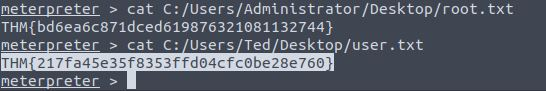 meterpreter > cat C:/Users/Administrator/Desktop/root.txt
THM{bd6ea6c871dced619876321081132744}
meterpreter > cat C:/Users/Ted/Desktop/user.txt
THM{217fa45e35f8353ffd04cfc0be28e760}
meterpreter >